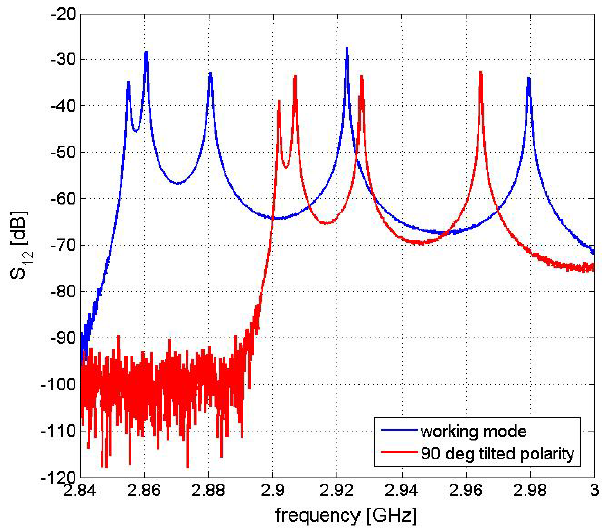 -20
-30
-40
-50
-60
-70
-80
-90
-100
-110
-120
S12 [dB]
2.84 2.86 2.88 2.9 2.92 2.94 2.96 2.98 3
frequency [GHz]
working mode
90 deg tilted polarity